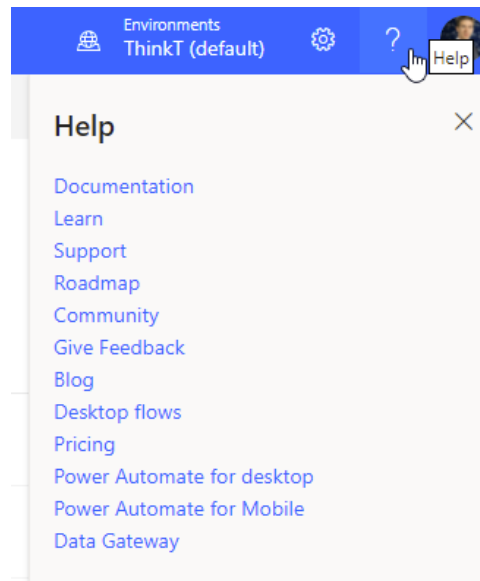 Environments
ThinkT (default)
?
Help
Help
Documentation
Learn
Support
Roadmap
Community
Give Feedback
Blog
Desktop flows
Pricing
Power Automate for desktop
Power Automate for Mobile
Data Gateway